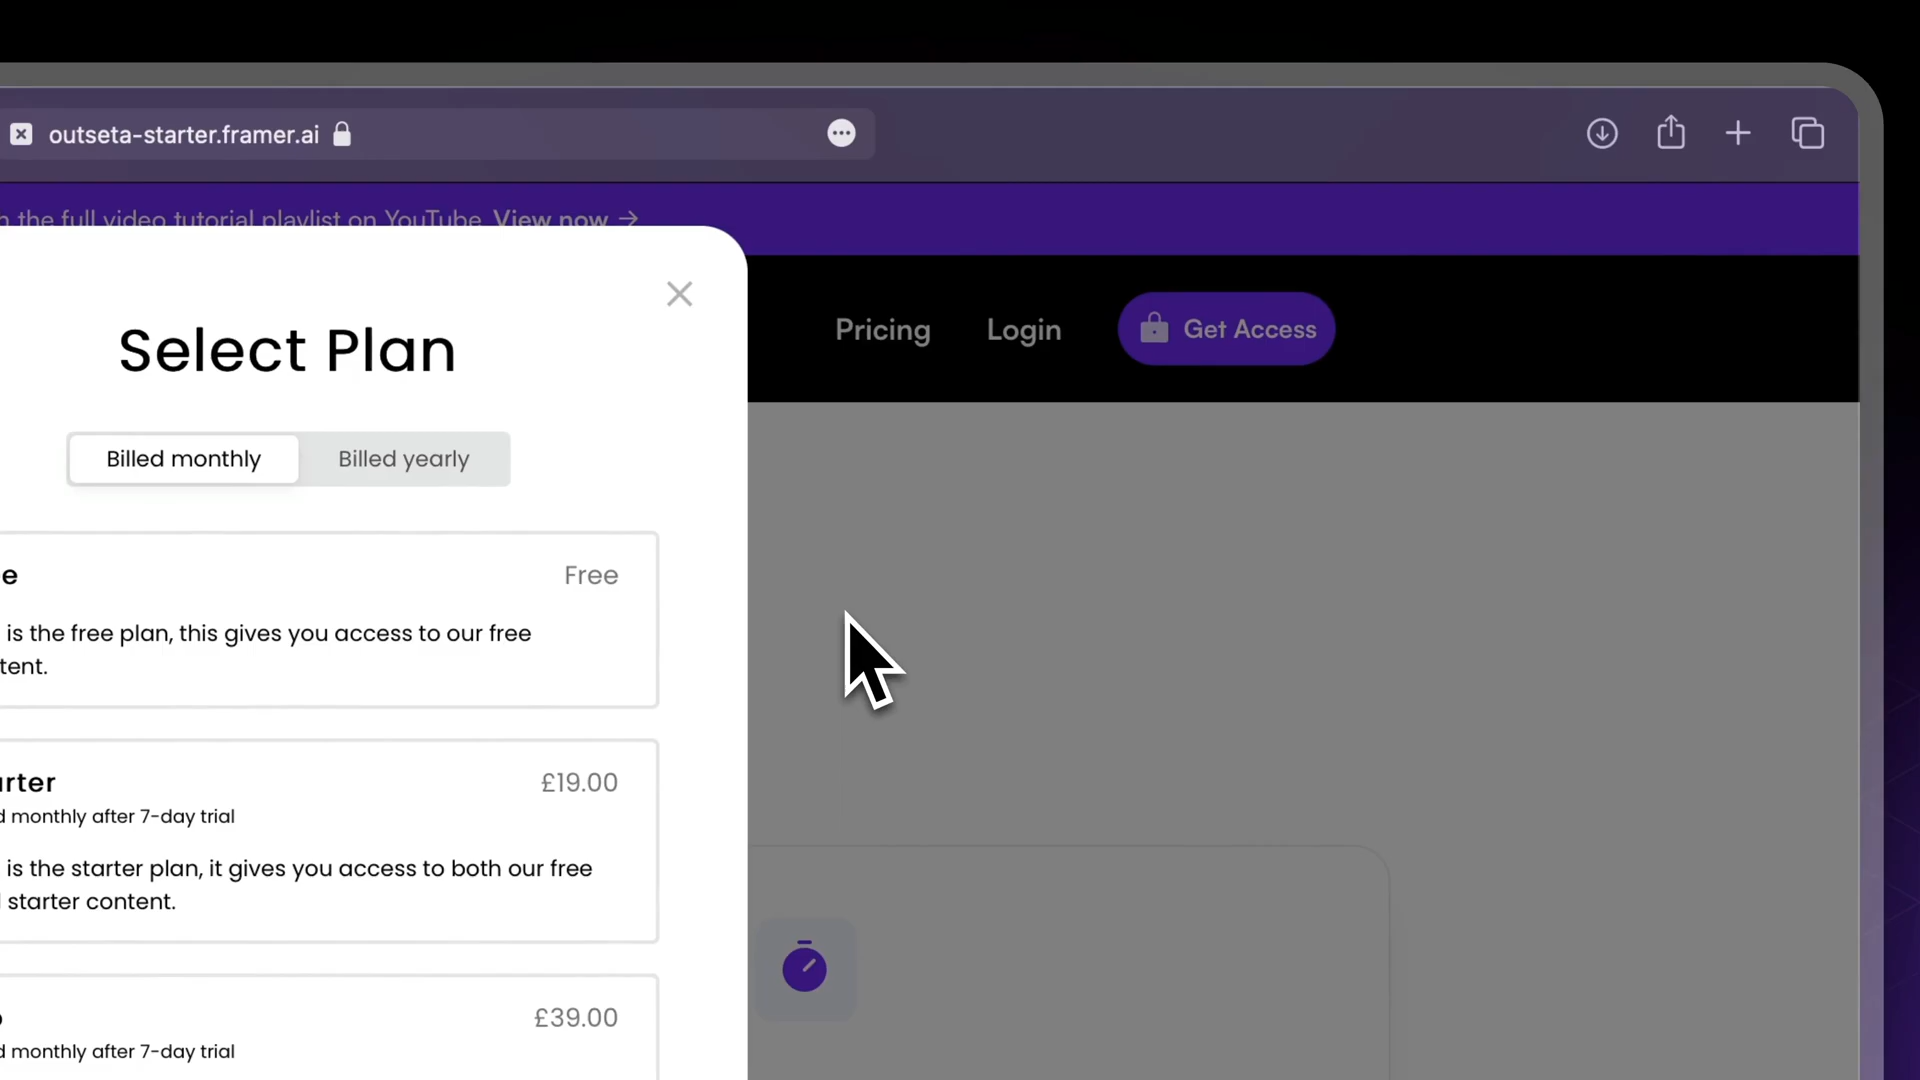 outseta-starter.framer.ai
the full video tutorial playlist on YouTube View now →
Pricing
Login
Get Access
Select Plan
Billed monthly
Billed yearly
Free
is the free plan, this gives you access to our free
£19.00
monthly after 7-day trial
is the starter plan, it gives you access to both our free
starter content.
£39.00
monthly after 7-day trial